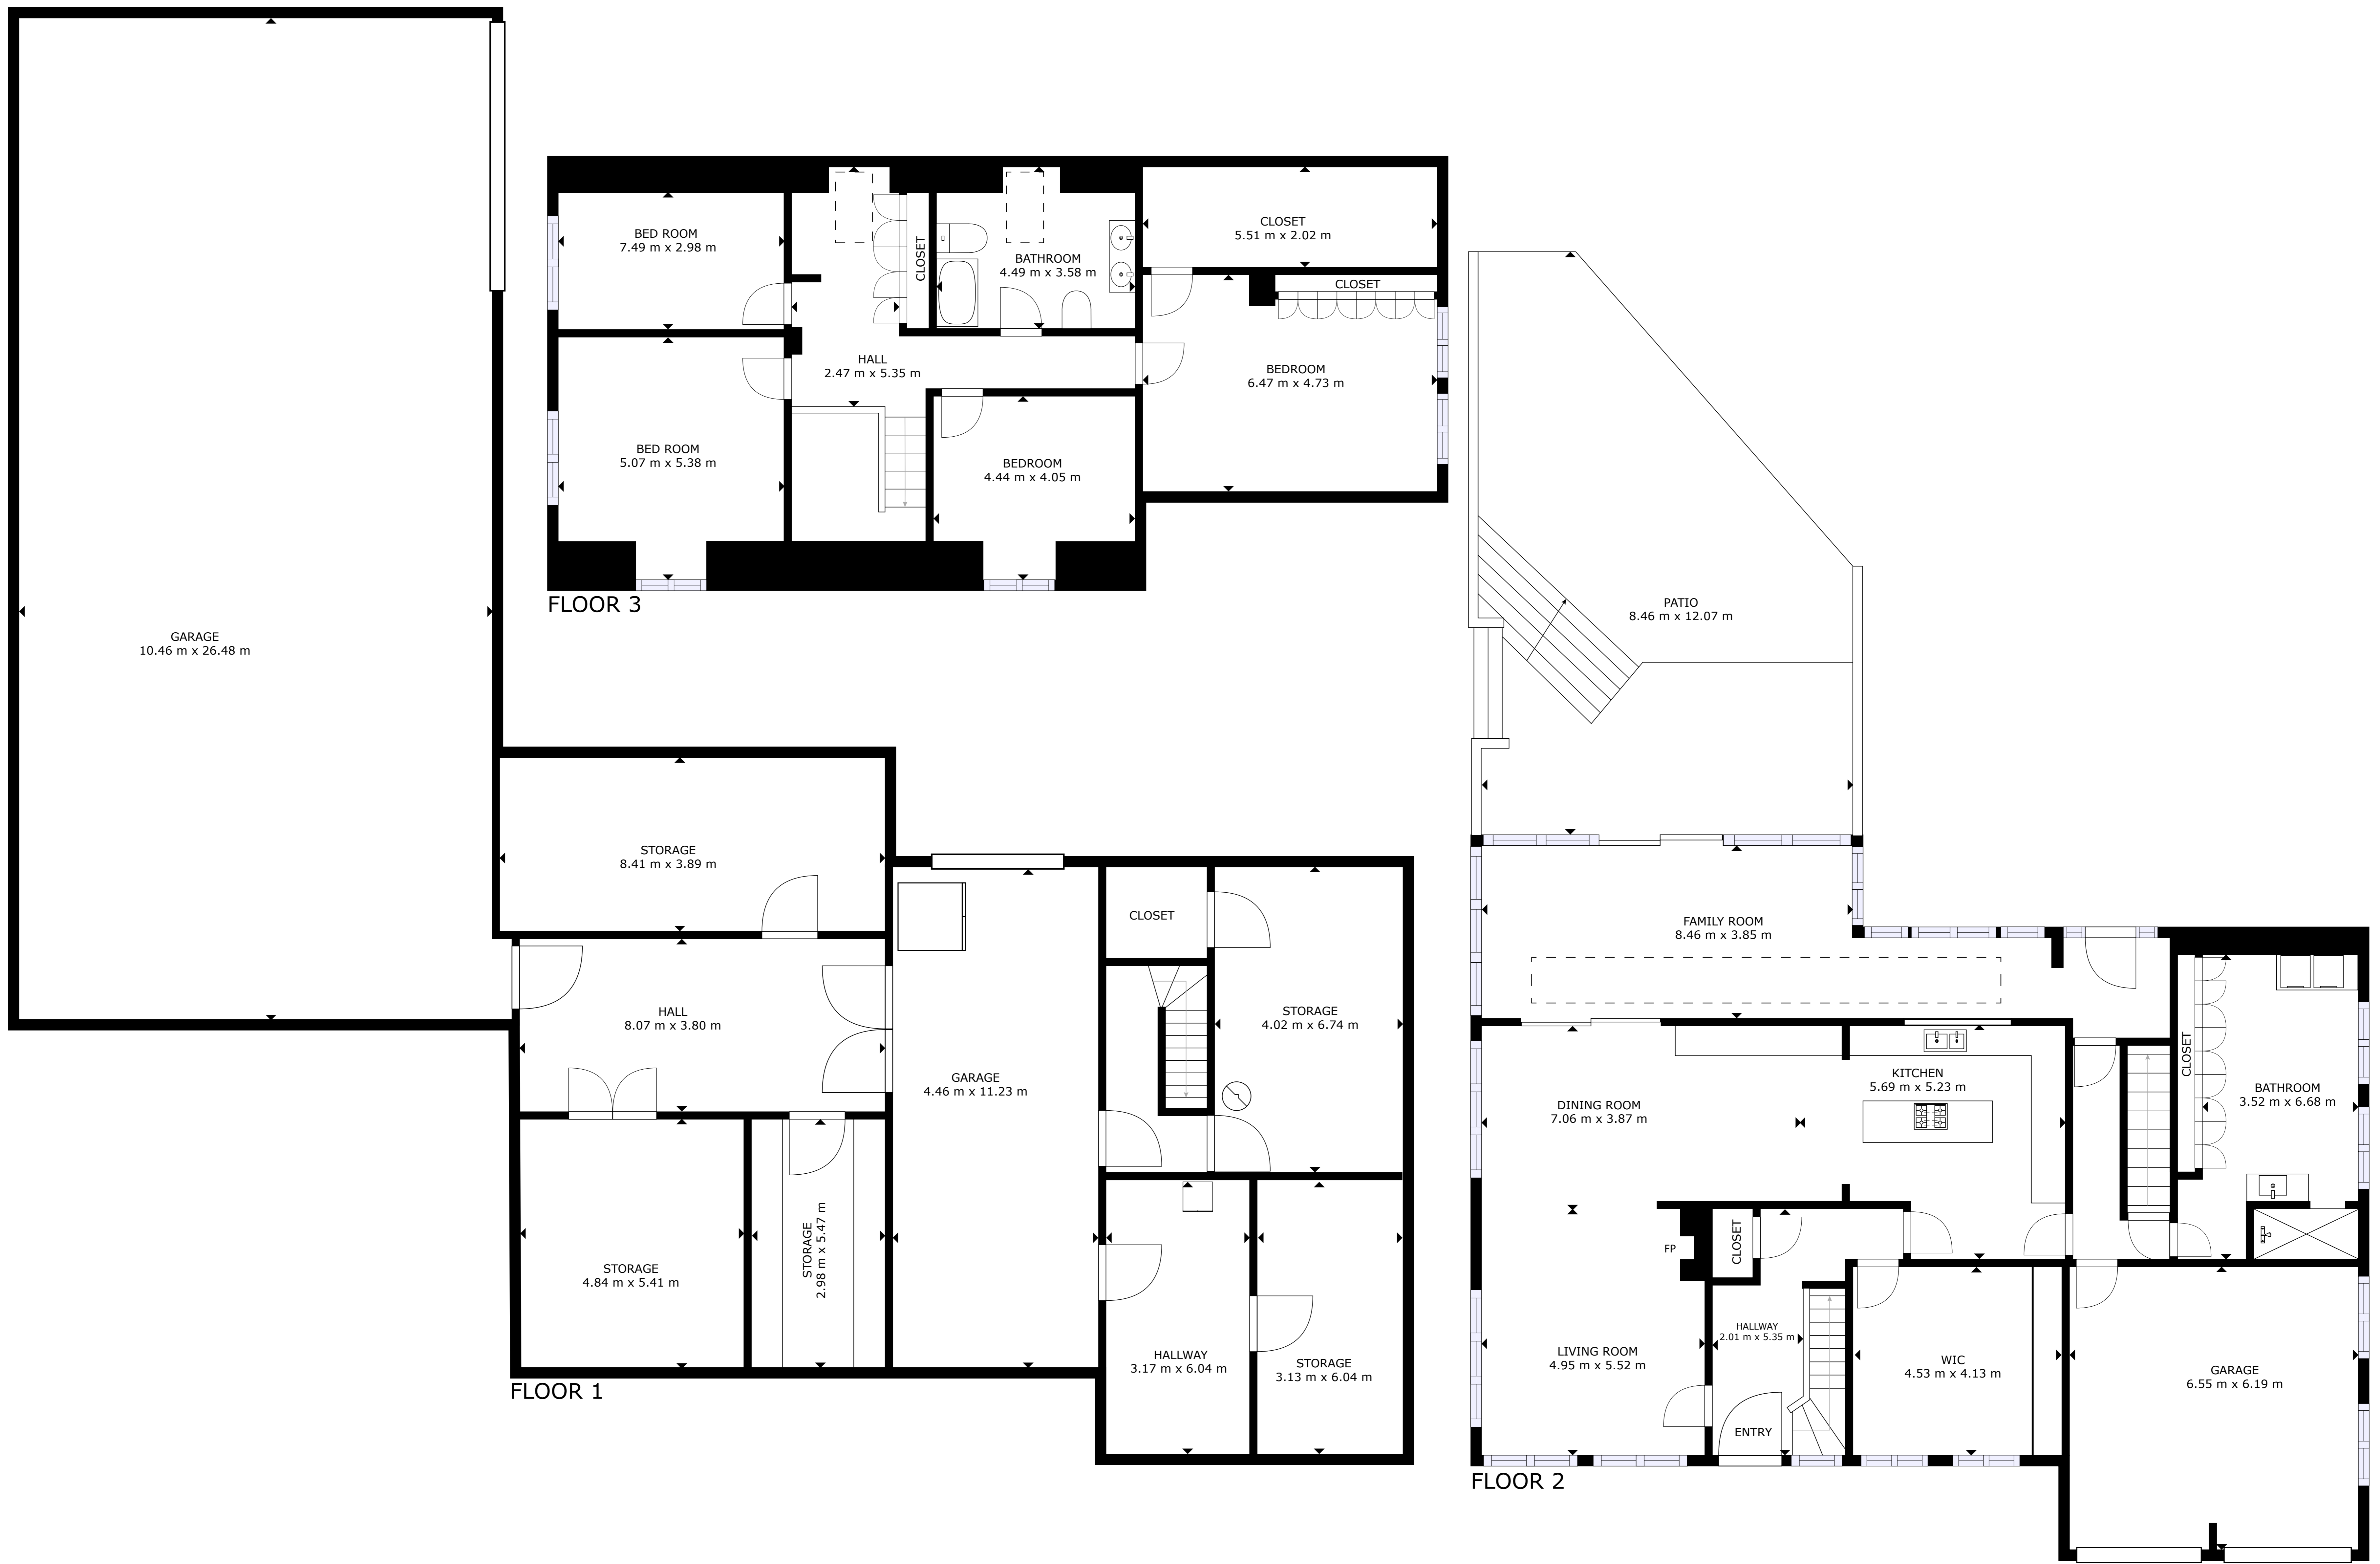 BED ROOM
7.49 m x 2.98 m
CLOSET
BATHROOM
4.49 m x 3.58 m
CLOSET
5.51 m x 2.02 m
CLOSET
HALL
2.47 m x 5.35 m
BEDROOM
6.47 m x 4.73 m
BED ROOM
5.07 m x 5.38 m
BEDROOM
4.44 m x 4.05 m
FLOOR 3
GARAGE
10.46 m x 26.48 m
STORAGE
8.41 m x 3.89 m
HALL
8.07 m x 3.80 m
STORAGE
4.84 m x 5.41 m
STORAGE
2.98 m x 5.47 m
GARAGE
4.46 m x 11.23 m
CLOSET
STORAGE
4.02 m x 6.74 m
HALLWAY
3.17 m x 6.04 m
STORAGE
3.13 m x 6.04 m
FLOOR 1
PATIO
8.46 m x 12.07 m
FAMILY ROOM
8.46 m x 3.85 m
DINING ROOM
7.06 m x 3.87 m
KITCHEN
5.69 m x 5.23 m
CLOSET
BATHROOM
3.52 m x 6.68 m
FP
CLOSET
LIVING ROOM
4.95 m x 5.52 m
HALLWAY
2.01 m x 5.35 m
ENTRY
WIC
4.53 m x 4.13 m
GARAGE
6.55 m x 6.19 m
FLOOR 2